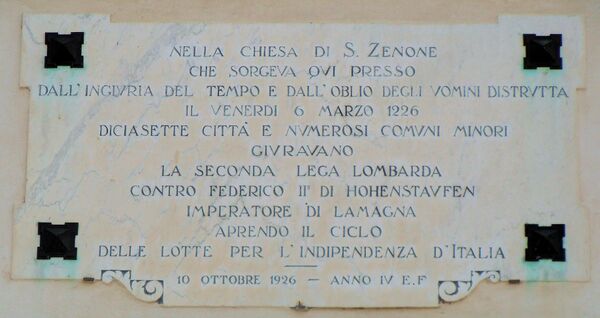 NELLA CHIESA DI S. ZENONE
CHE SORGEVA QVI PRESSO
DALL'INGIVRIA DEL TEMPO E DALL'OBLIO DEGLI VOMINI DISTRVTTA
IL VENERDI 6 MARZO 1226
DICIASETTE CITTÀ E NVMEROSI COMVNI MINORI
GIVRAVANO
LA SECONDA LEGA LOMBARDA
CONTRO FEDERICO II° DI HOHENSTAVFEN
IMPERATORE DI LAMAGNA
APRENDO IL CICLO
DELLE LOTTE PER L'INDIPENDENZA D'ITALIA
10 OTTOBRE 1926 — ANNO IV E.F